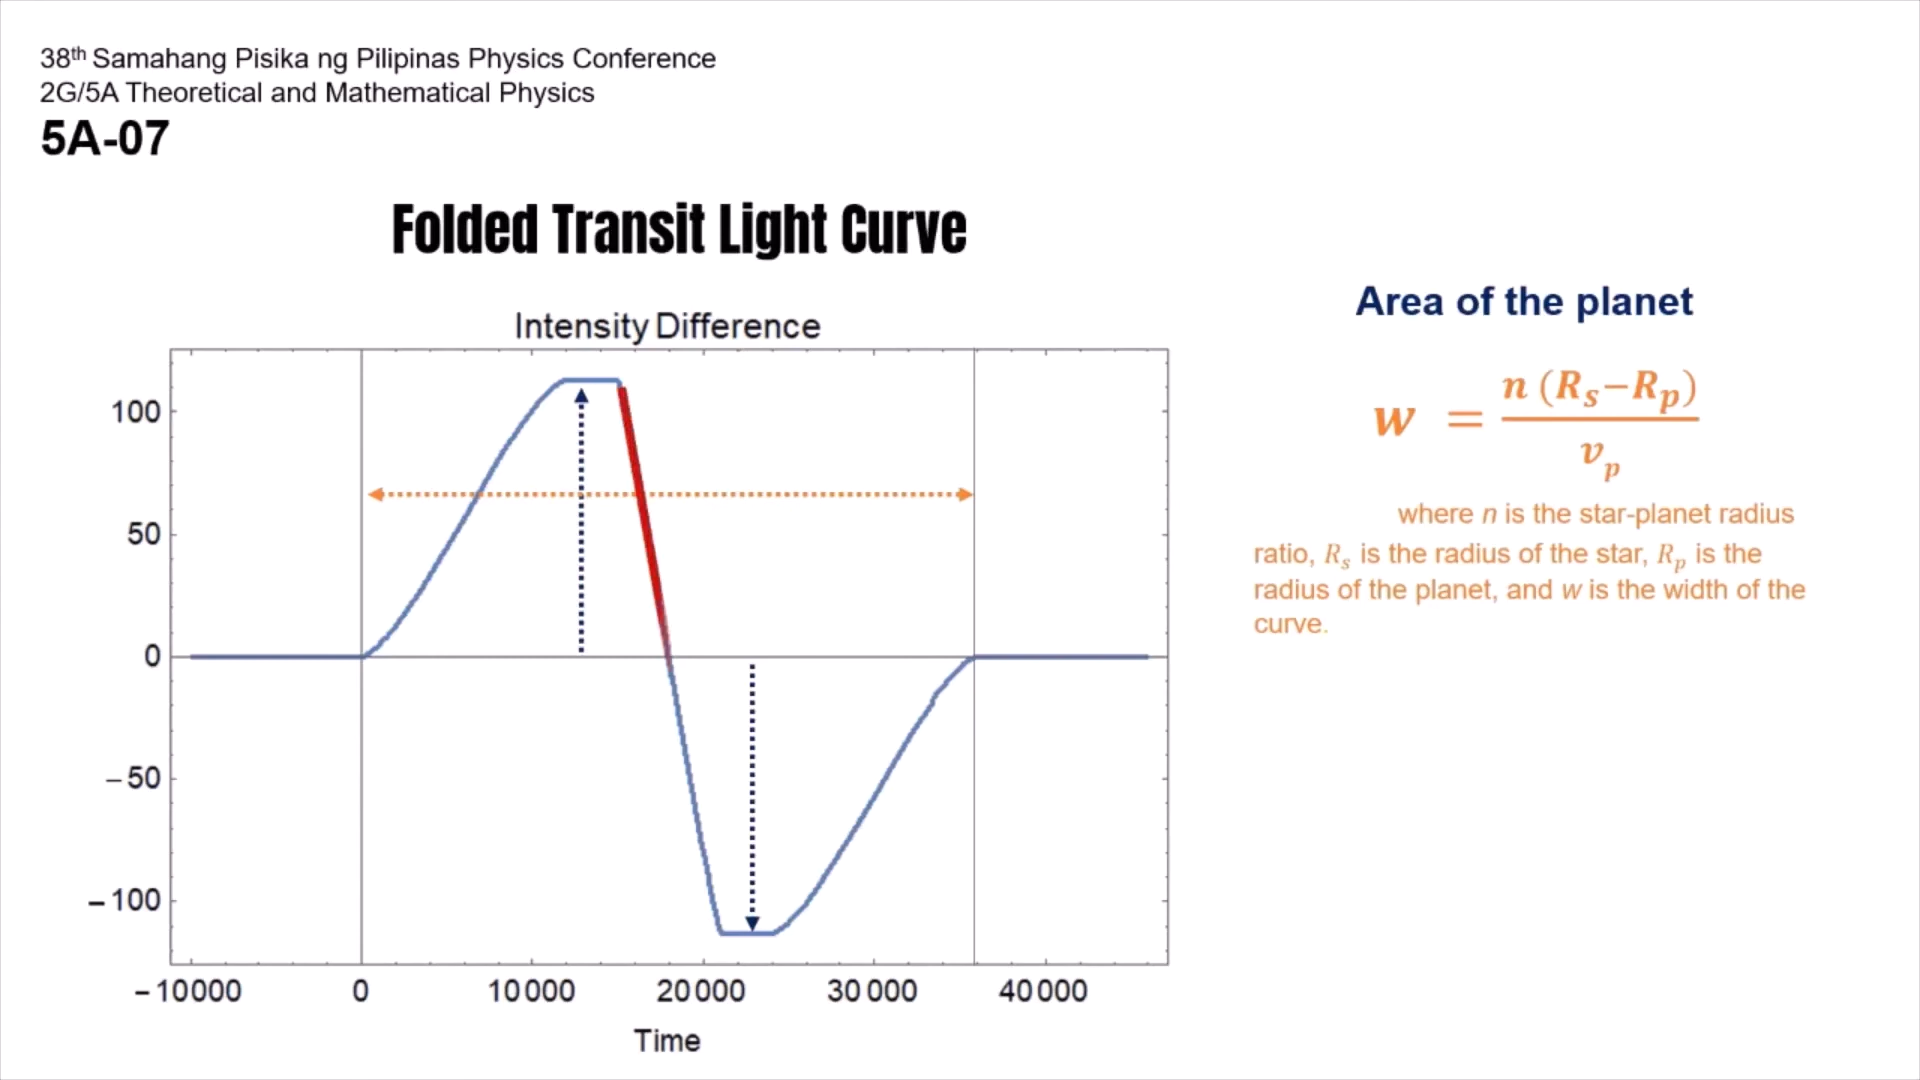 38th Samahang Pisika ng Pilipinas Physics Conference
2G/5A Theoretical and Mathematical Physics
5A-07
Folded Transit Light Curve
Intensity Difference
100
50
0
−50
−100
−10000 0 10000 20000 30000 40000
Time
Area of the planet
w = n (Rs−Rp) / vp
where n is the star-planet radius
ratio, Rs is the radius of the star, Rp is the
radius of the planet, and w is the width of the
curve.